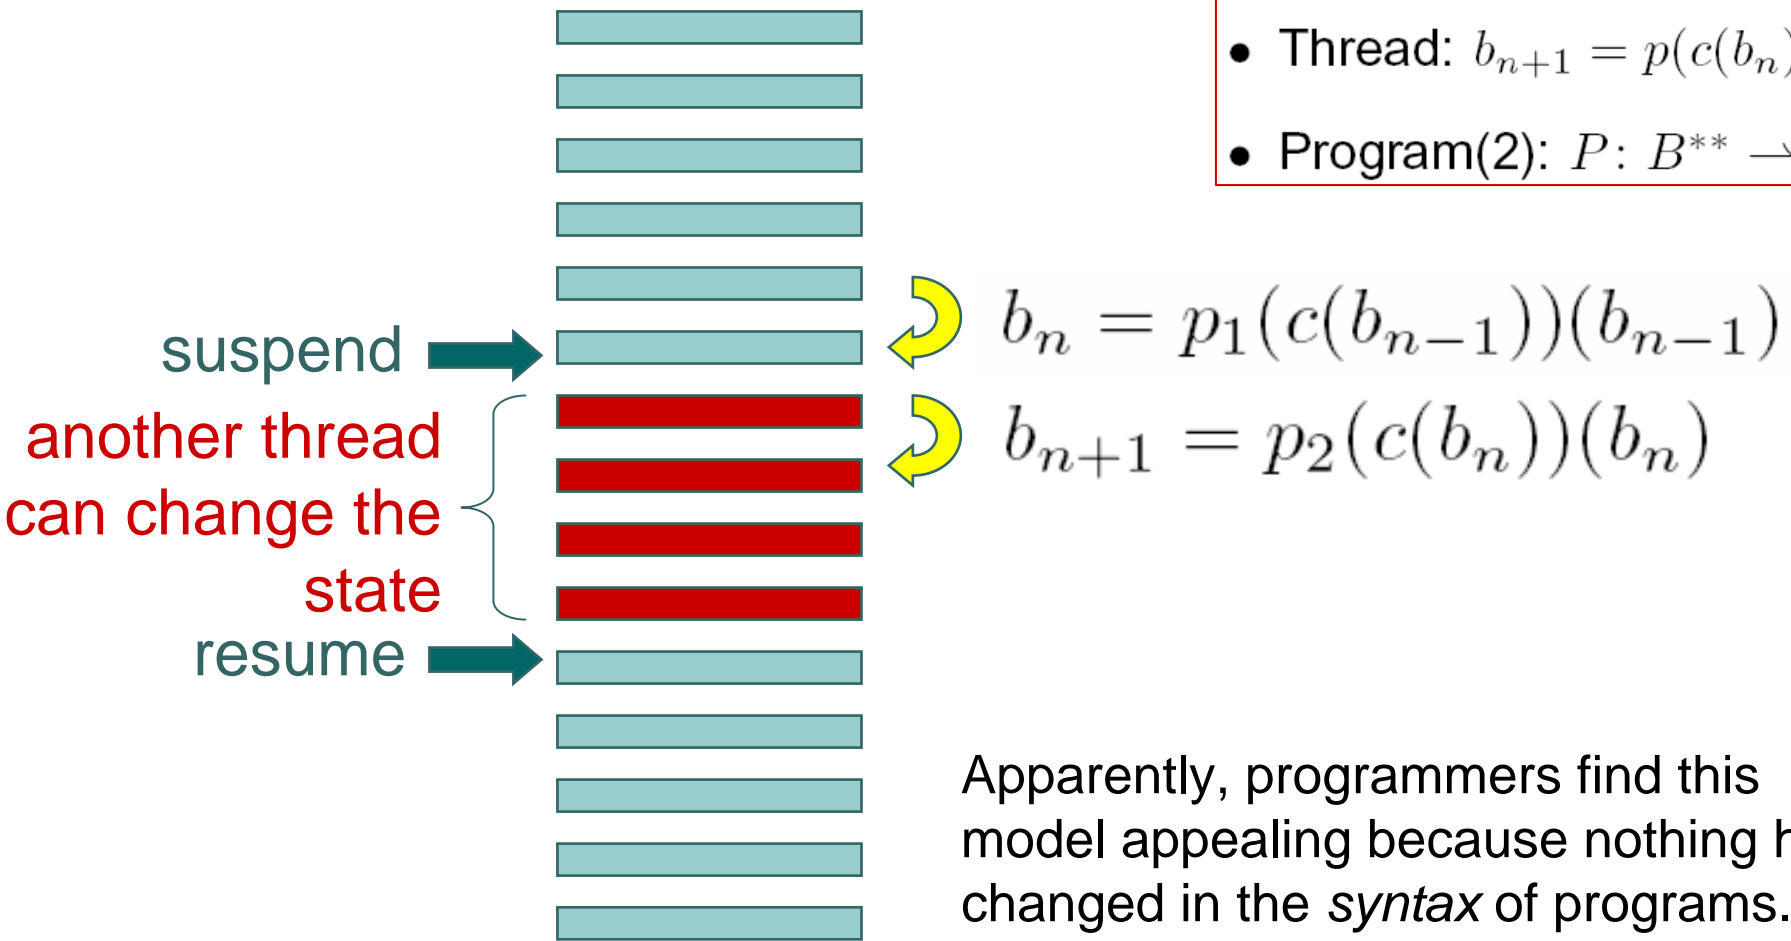 • Thread: b_{n+1} = p(c(b_n)
• Program(2): P: B** ⇀
b_n = p_1(c(b_{n−1}))(b_{n−1})
suspend
b_{n+1} = p_2(c(b_n))(b_n)
another thread
can change the
state
resume
Apparently, programmers find this
model appealing because nothing
changed in the syntax of programs.